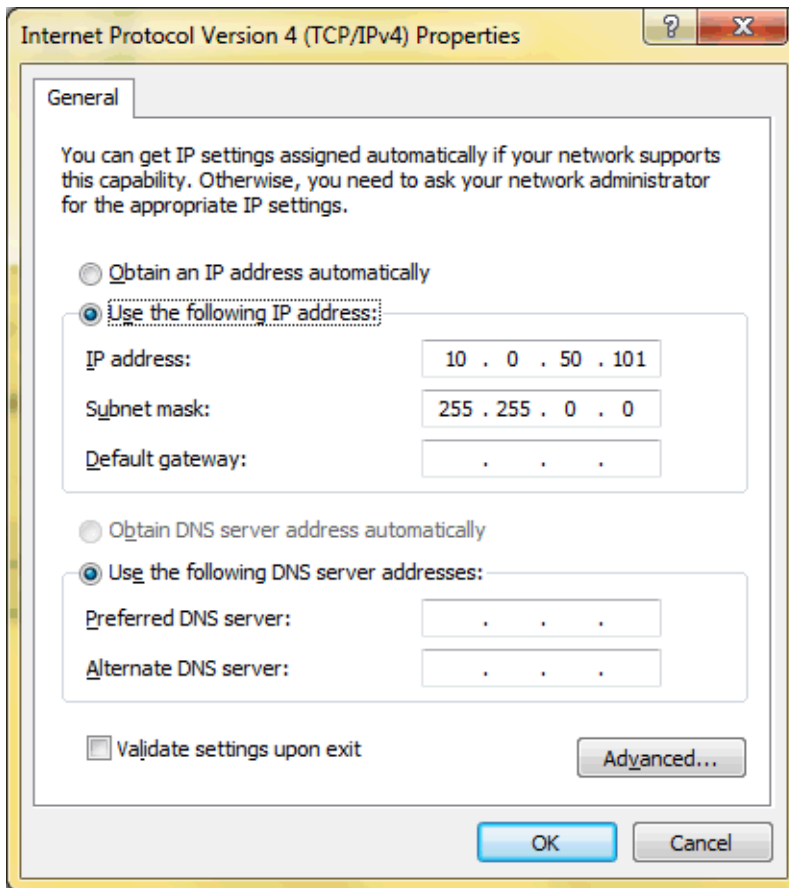 Internet Protocol Version 4 (TCP/IPv4) Properties
General
You can get IP settings assigned automatically if your network supports
this capability. Otherwise, you need to ask your network administrator
for the appropriate IP settings.
Obtain an IP address automatically
Use the following IP address:
IP address: 10 . 0 . 50 . 101
Subnet mask: 255 . 255 . 0 . 0
Default gateway: . . .
Obtain DNS server address automatically
Use the following DNS server addresses:
Preferred DNS server: . . .
Alternate DNS server: . . .
Validate settings upon exit
Advanced...
OK Cancel